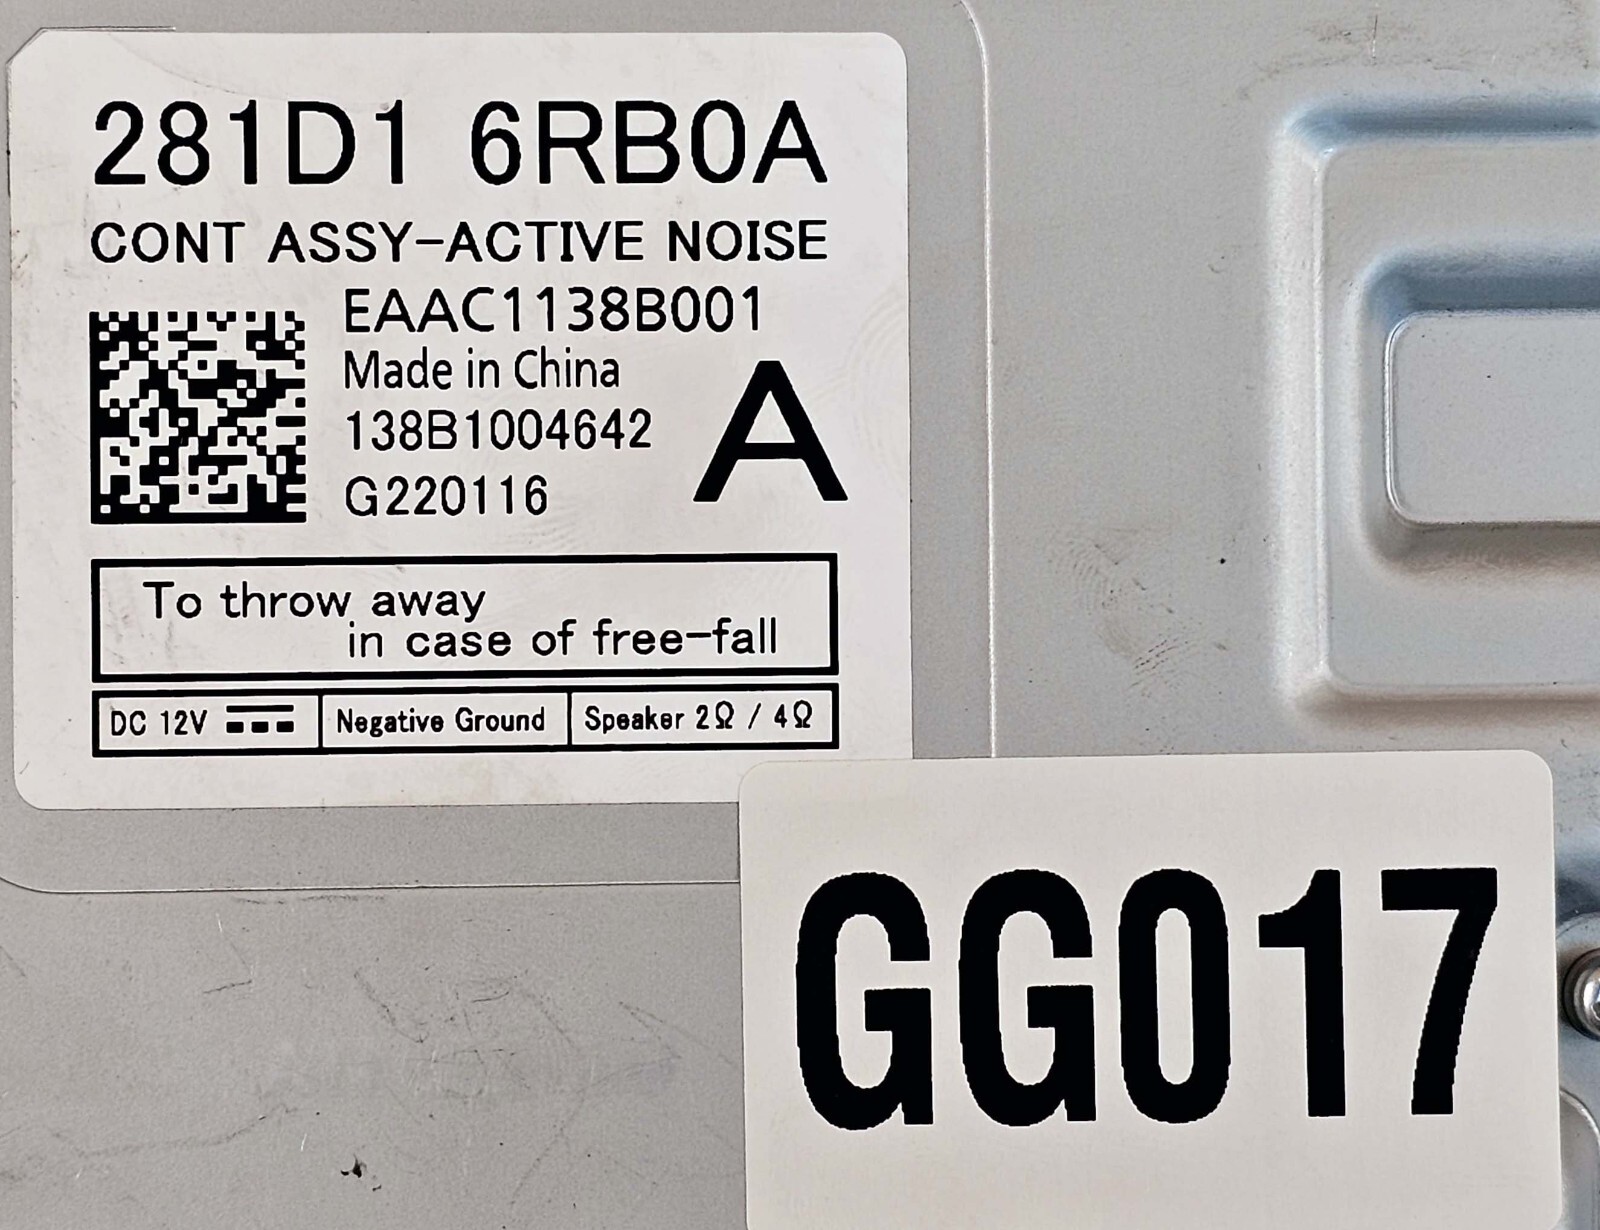 281D1 6RB0A
CONT ASSY-ACTIVE NOISE
EAAC1138B001
Made in China
138B1004642
G220116
A
To throw away
in case of free-fall
DC 12V
Negative Ground
Speaker 2Ω / 4Ω
GG017